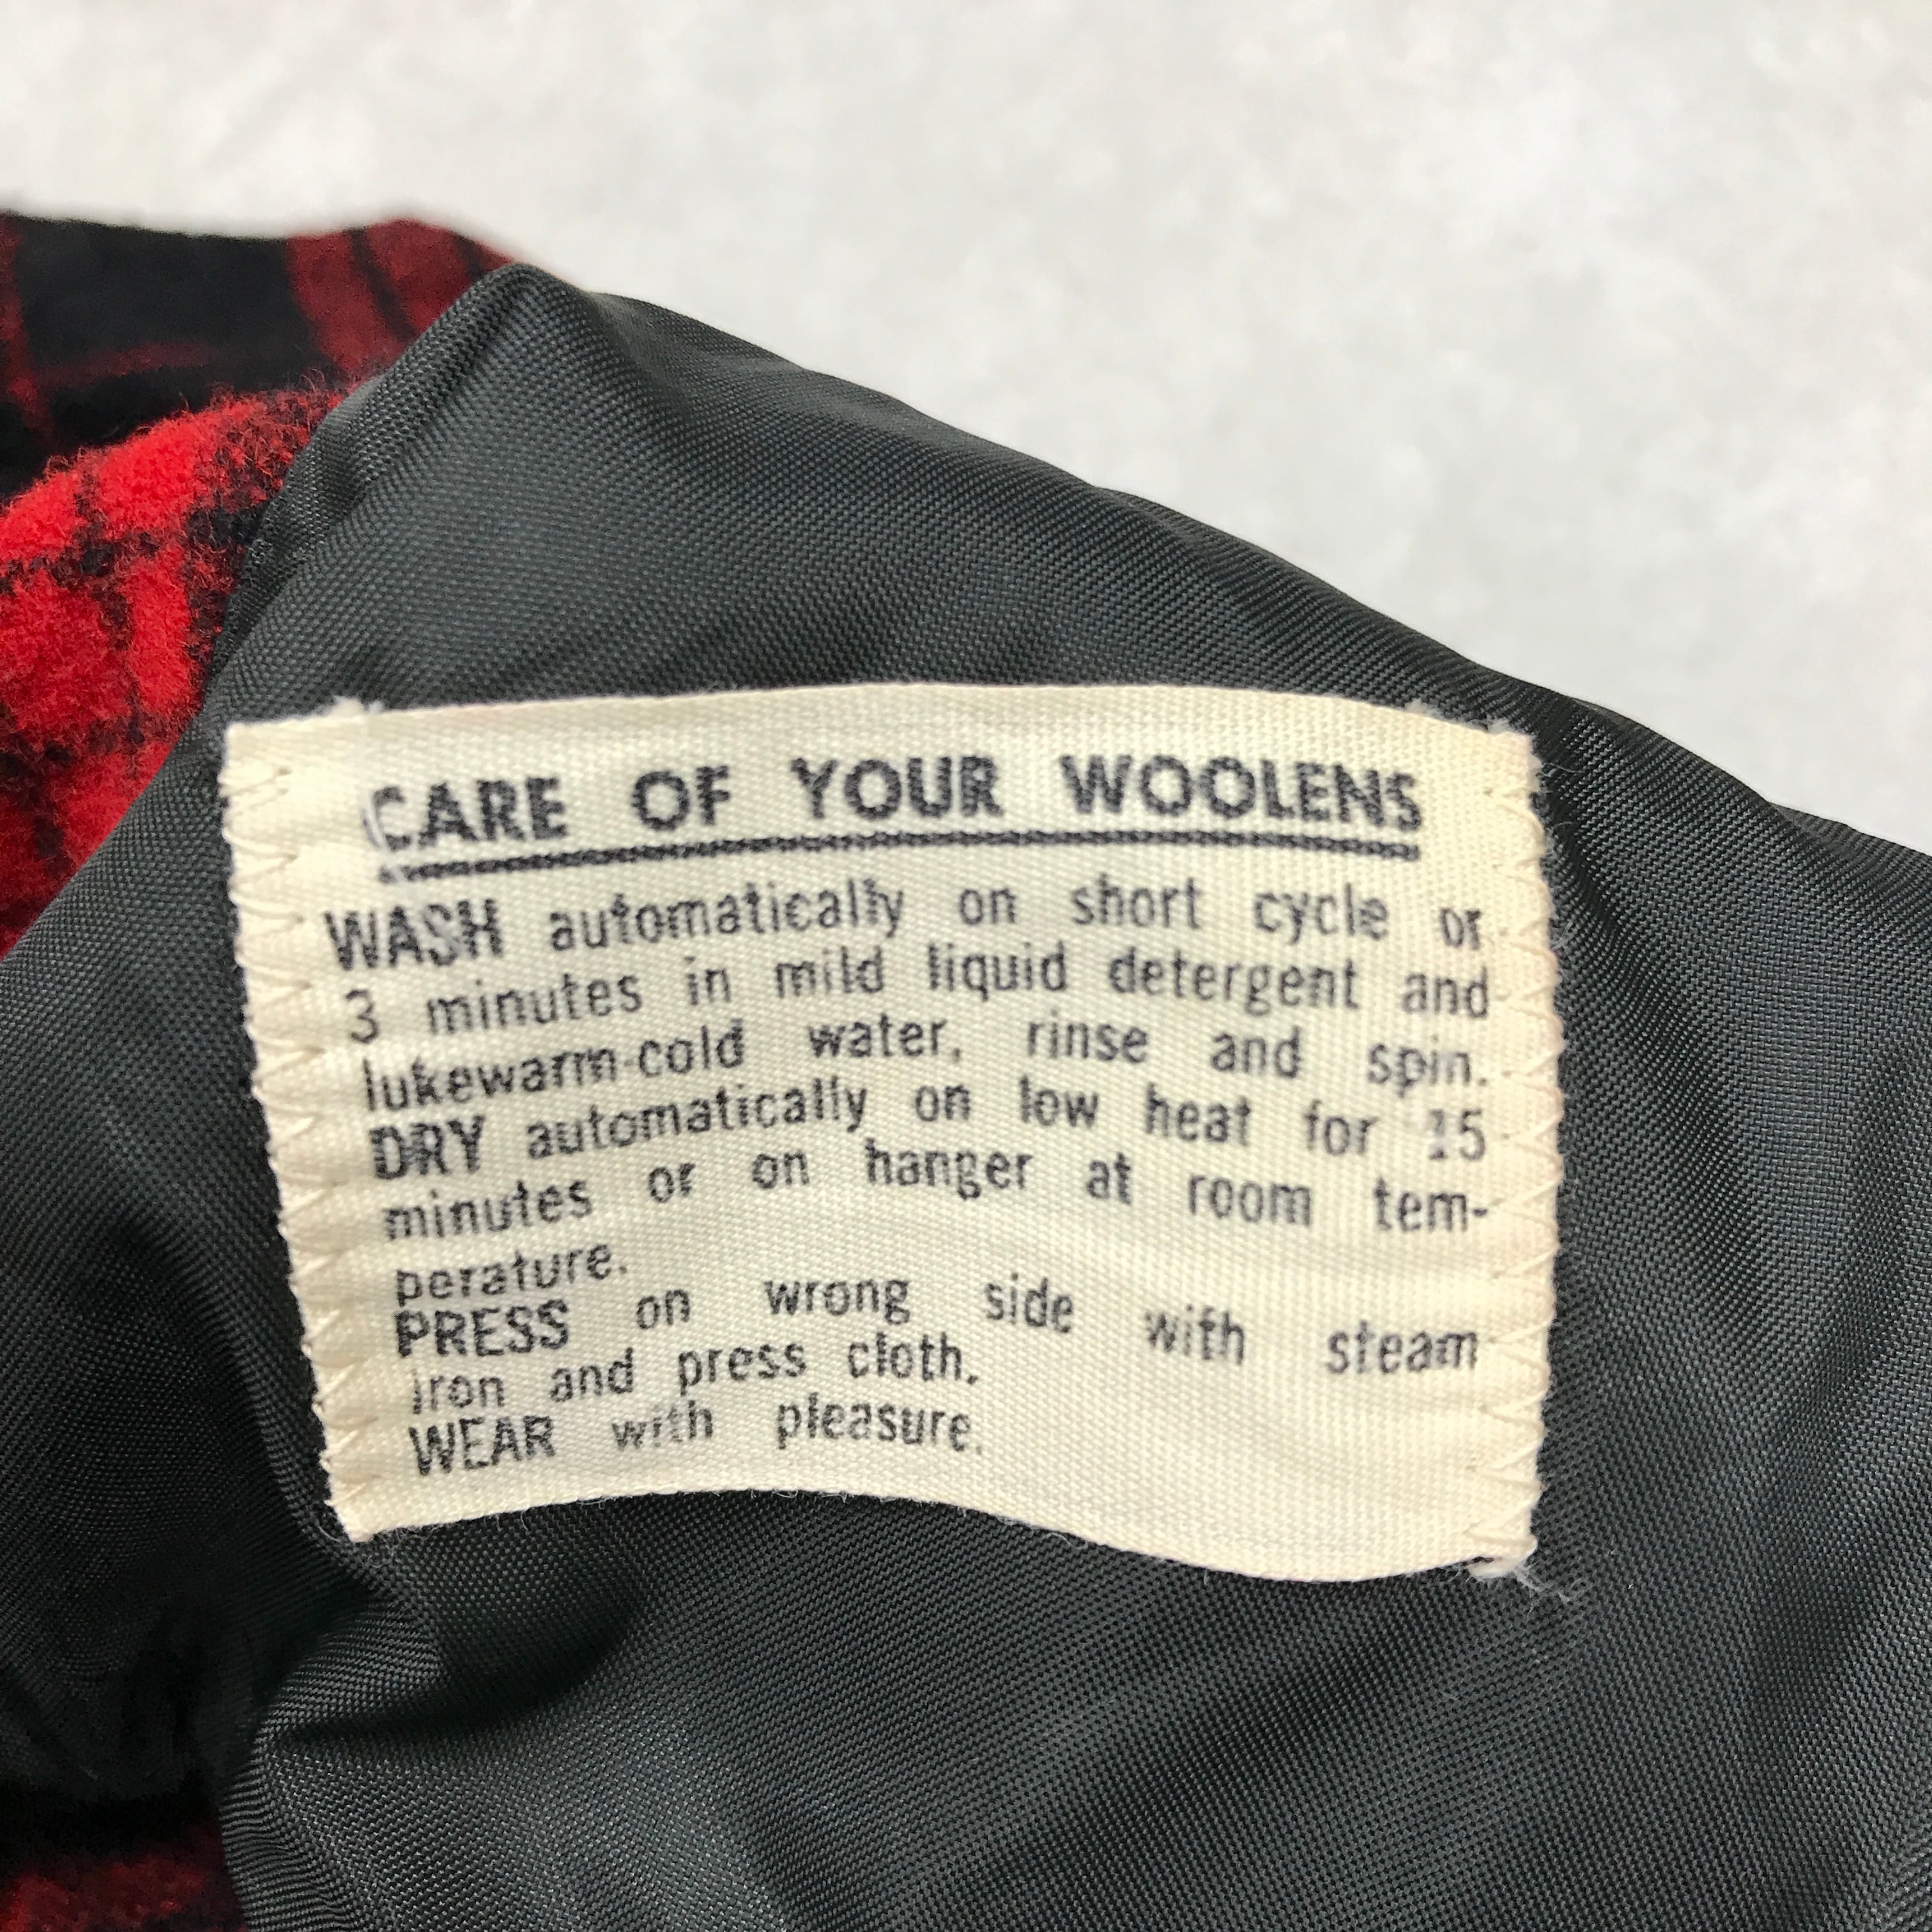 CARE OF YOUR WOOLENS
WASH automatically on short cycle or
3 minutes in mild liquid detergent and
lukewarm-cold water, rinse and spin.
DRY automatically on low heat for 15
minutes or on hanger at room tem-
perature.
PRESS on wrong side with steam
iron and press cloth.
WEAR with pleasure.